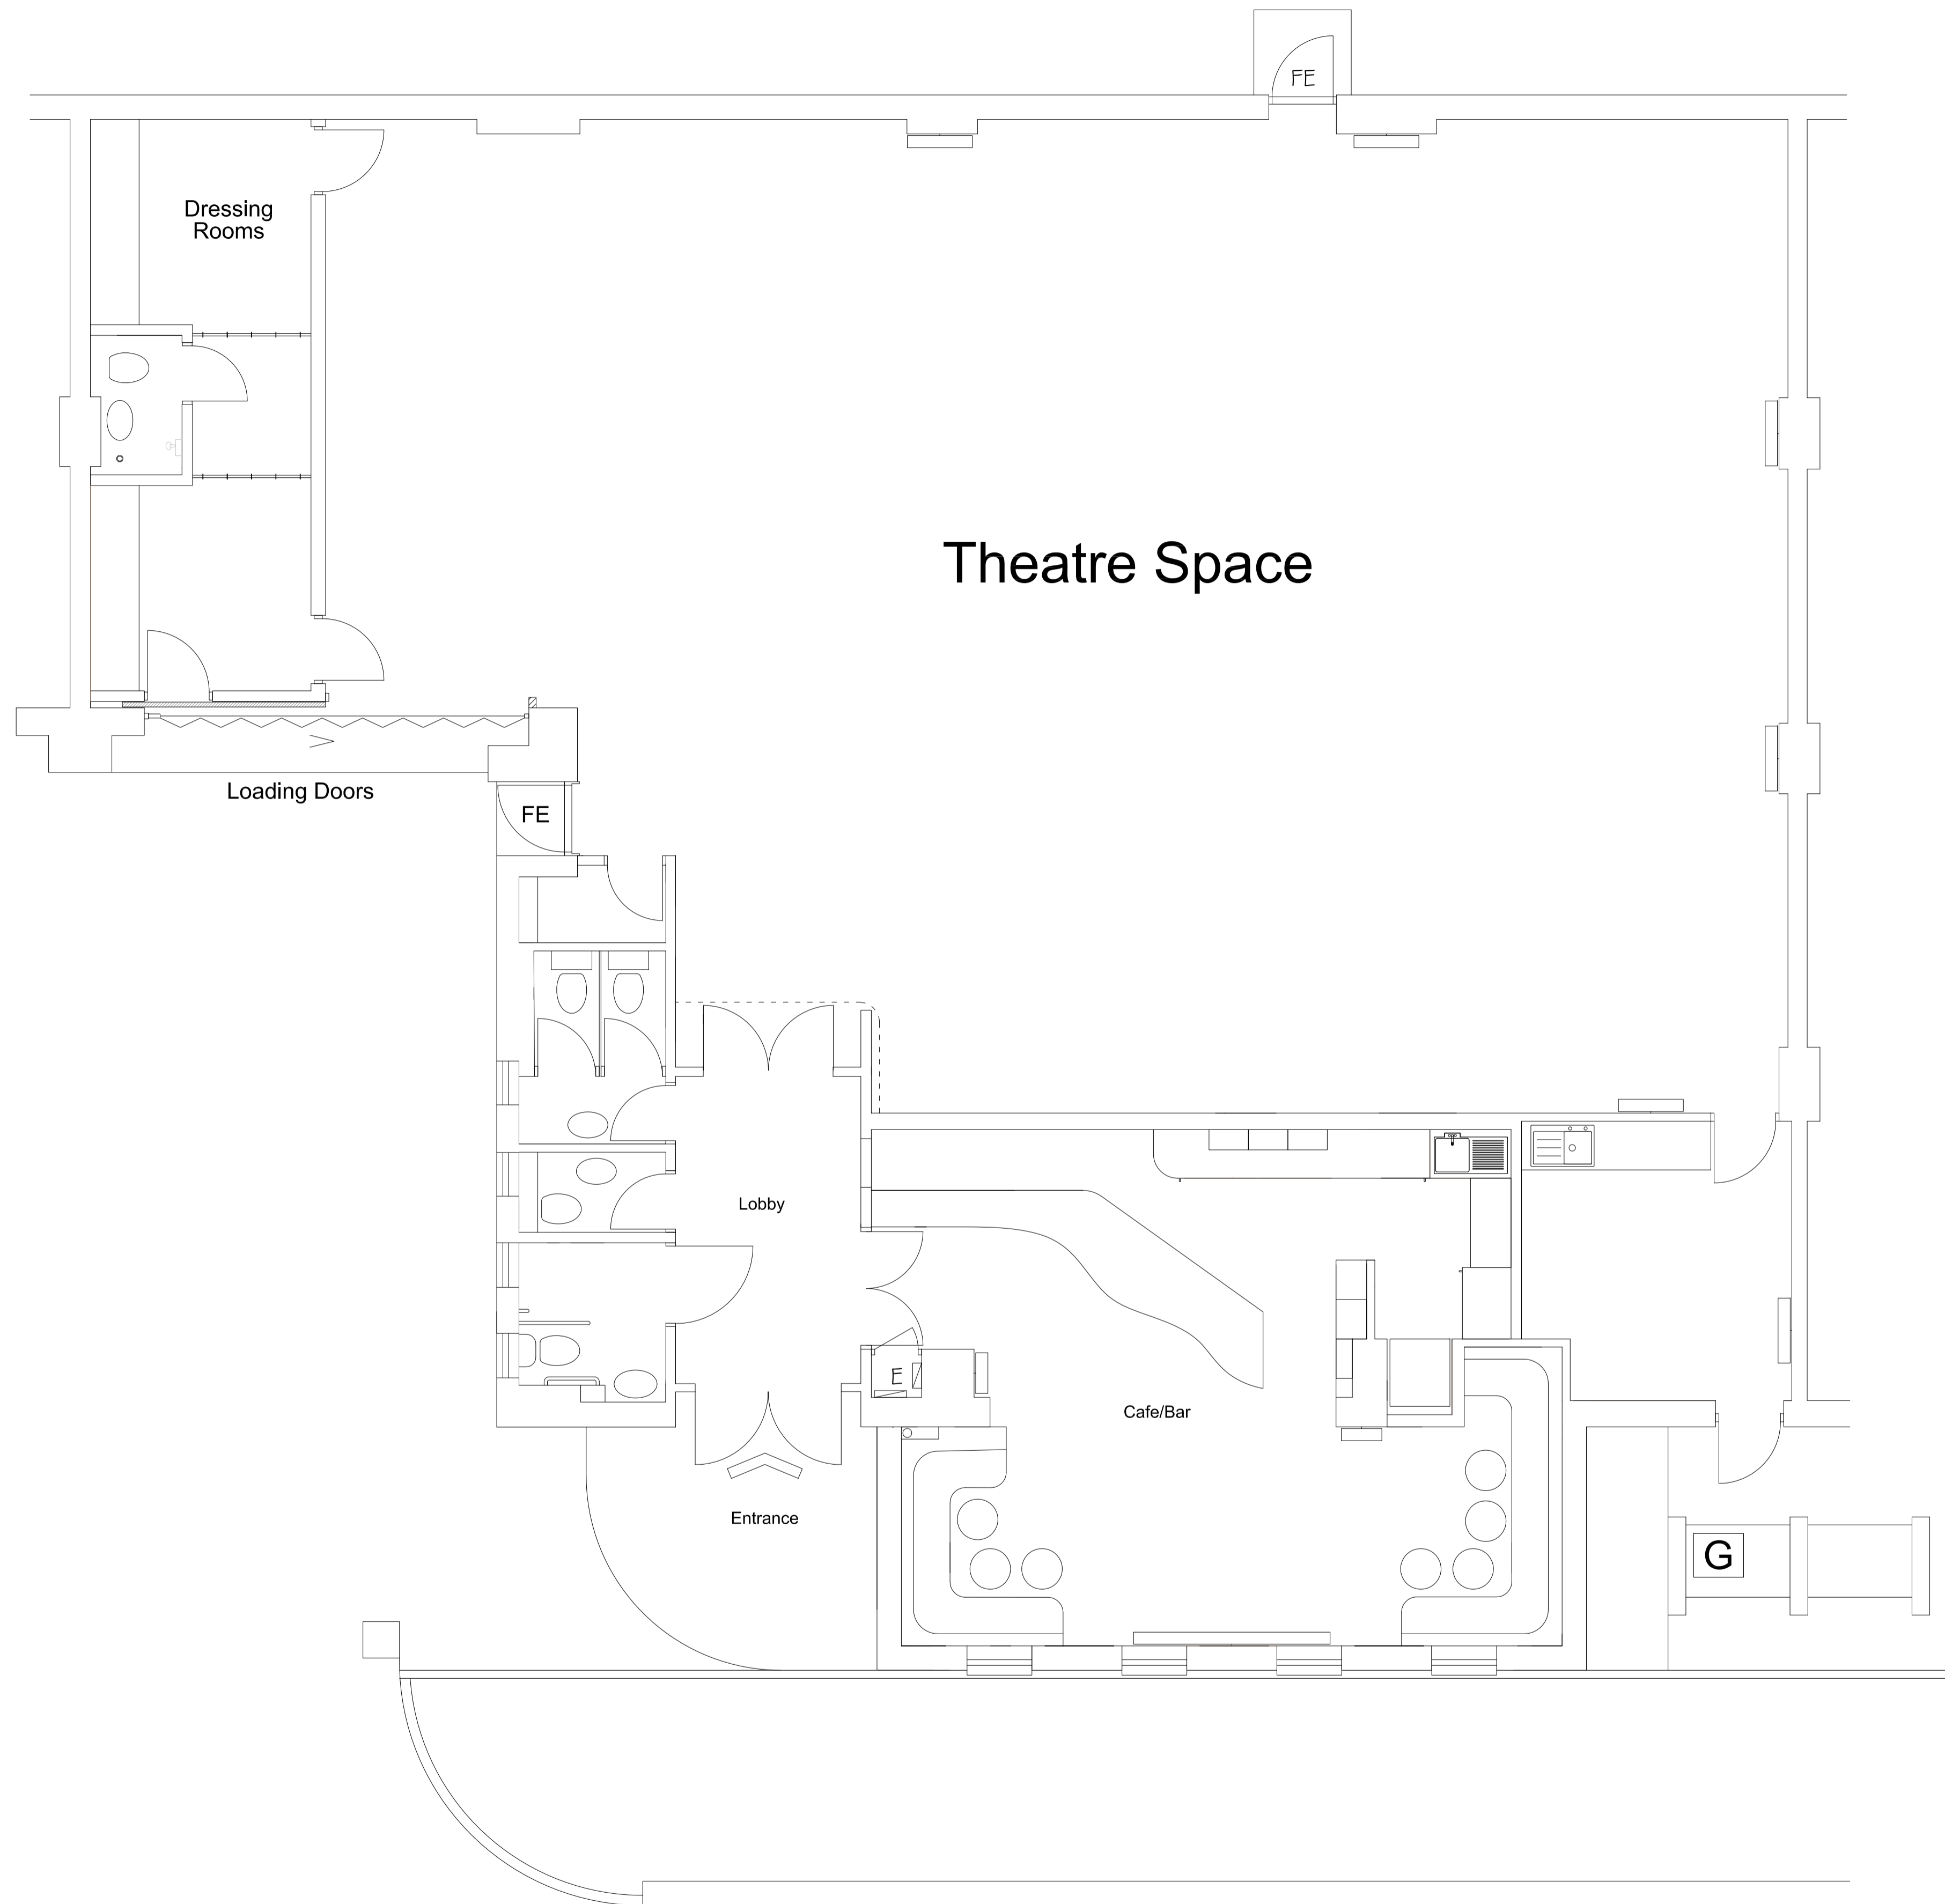 FE
Dressing
Rooms
Theatre Space
Loading Doors
FE
Lobby
E
Cafe/Bar
Entrance
G